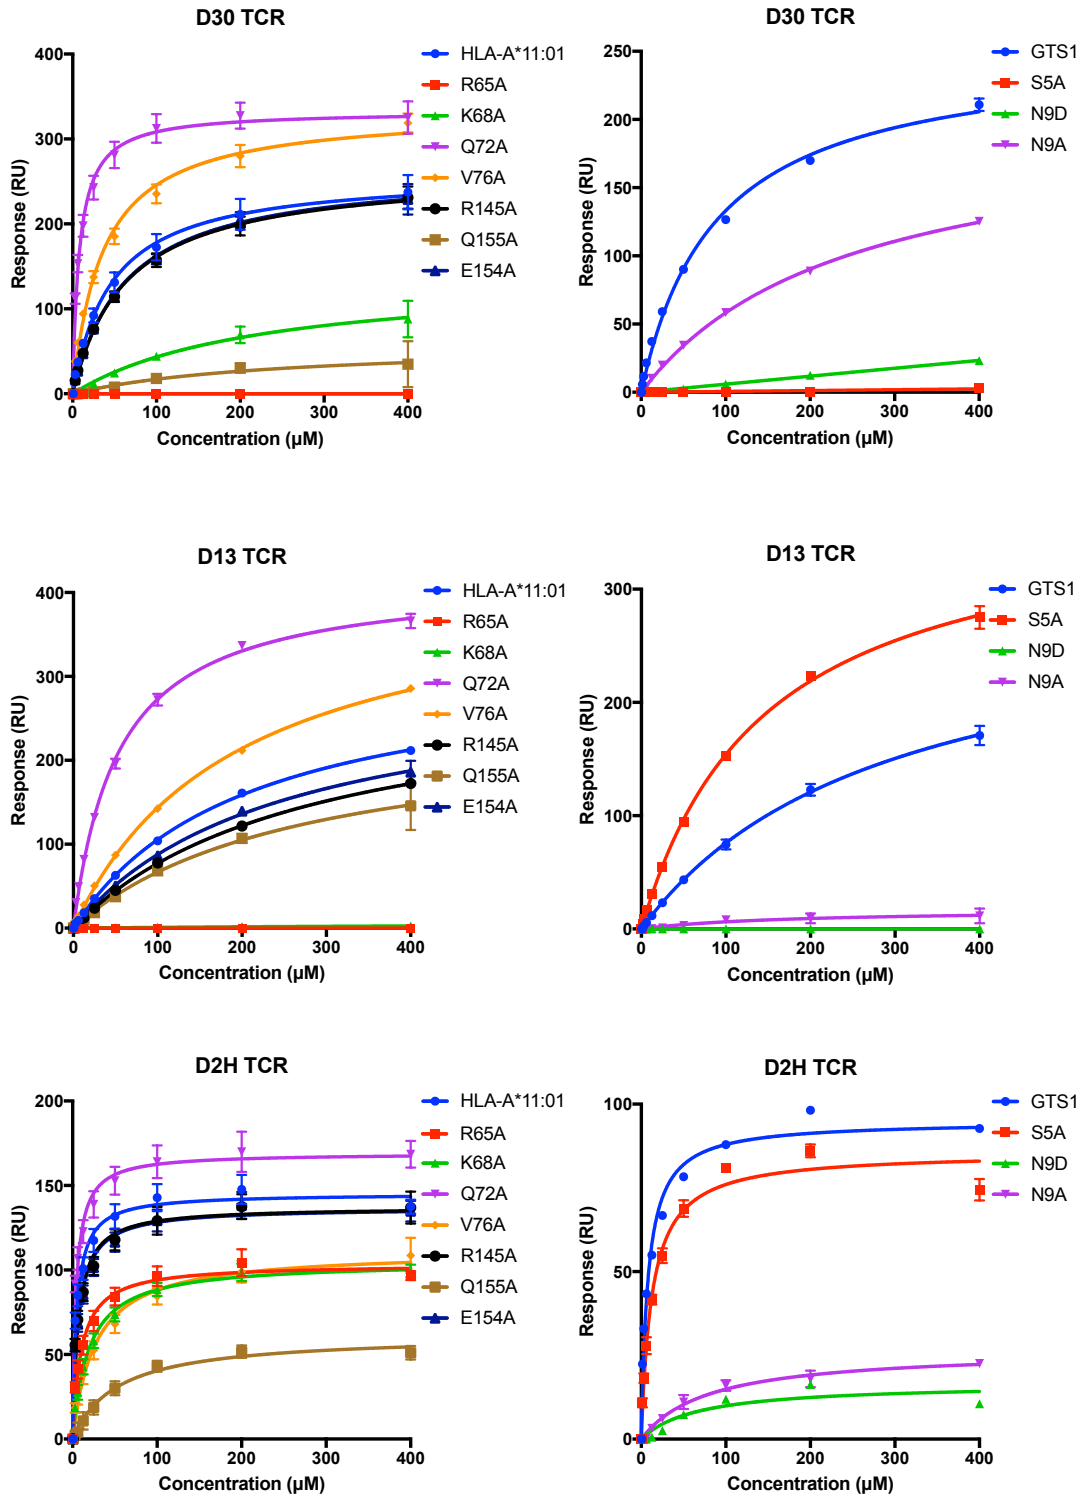 D30 TCR
400
300
200
100
0
Response (RU)
0 100 200 300 400
Concentration (µM)
HLA-A*11:01
R65A
K68A
Q72A
V76A
R145A
Q155A
E154A
D30 TCR
250
200
150
100
50
0
Response (RU)
0 100 200 300 400
Concentration (µM)
GTS1
S5A
N9D
N9A
D13 TCR
400
300
200
100
0
Response (RU)
0 100 200 300 400
Concentration (µM)
HLA-A*11:01
R65A
K68A
Q72A
V76A
R145A
Q155A
E154A
D13 TCR
300
200
100
0
Response (RU)
0 100 200 300 400
Concentration (µM)
GTS1
S5A
N9D
N9A
D2H TCR
200
150
100
50
0
Response (RU)
0 100 200 300 400
Concentration (µM)
HLA-A*11:01
R65A
K68A
Q72A
V76A
R145A
Q155A
E154A
D2H TCR
100
50
0
Response (RU)
0 100 200 300 400
Concentration (µM)
GTS1
S5A
N9D
N9A